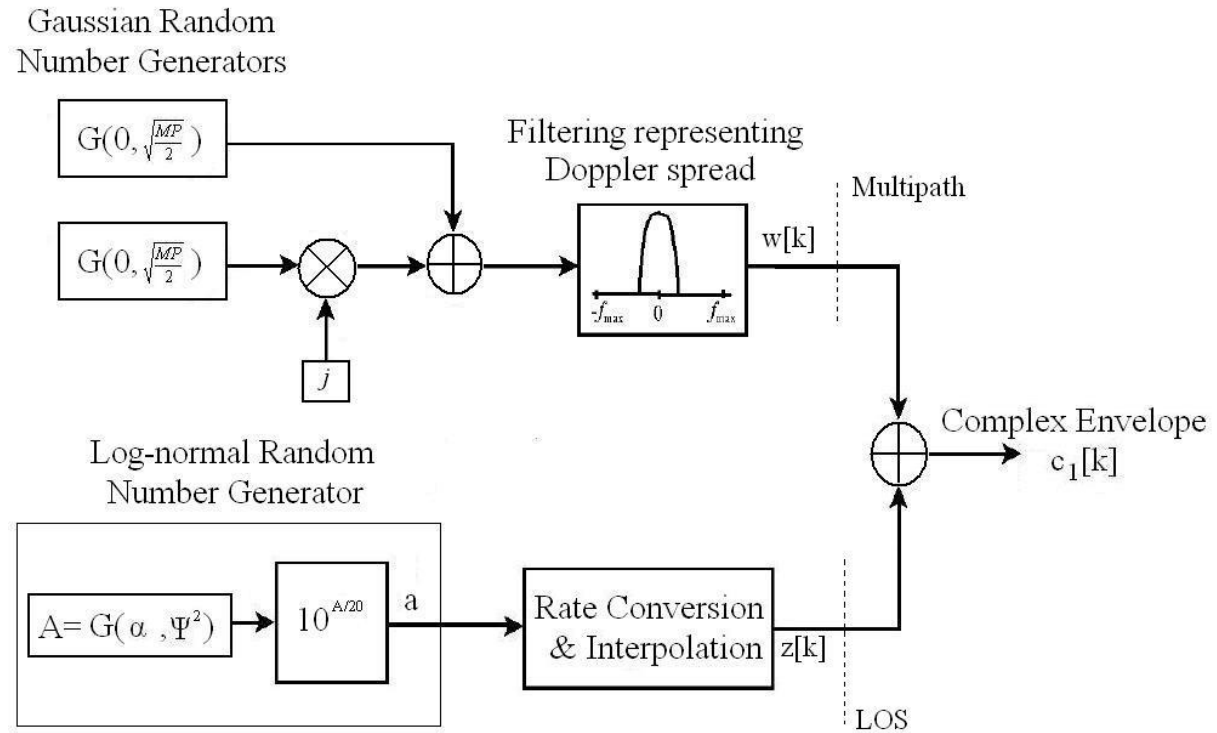 Gaussian Random
Number Generators
G(0, √MP/2 )
Filtering representing
Doppler spread
Multipath
w[k]
G(0, √MP/2 )
-fmax 0 fmax
j
Complex Envelope
c₁[k]
Log-normal Random
Number Generator
A= G(α ,Ψ²)
10^A/20
a
Rate Conversion
& Interpolation
z[k]
LOS